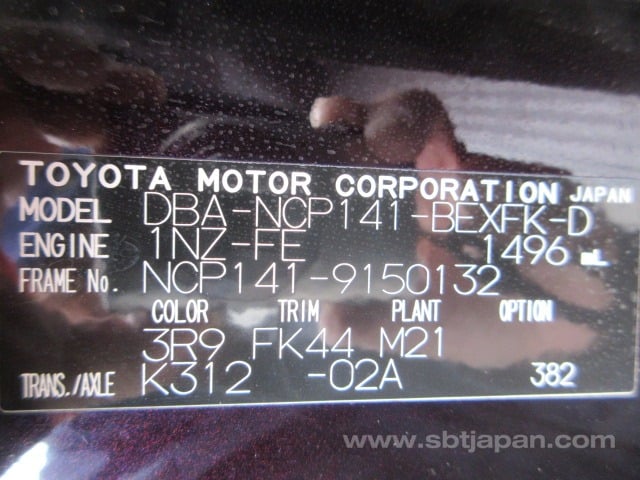 TOYOTA MOTOR CORPORATION JAPAN
MODEL DBA-NCP141-BEXFK-D
ENGINE 1NZ-FE 1496 mL
FRAME No. NCP141-9150132
COLOR TRIM PLANT OPTION
3R9 FK44 M21
TRANS./AXLE K312 -02A 382
www.sbtjapan.com